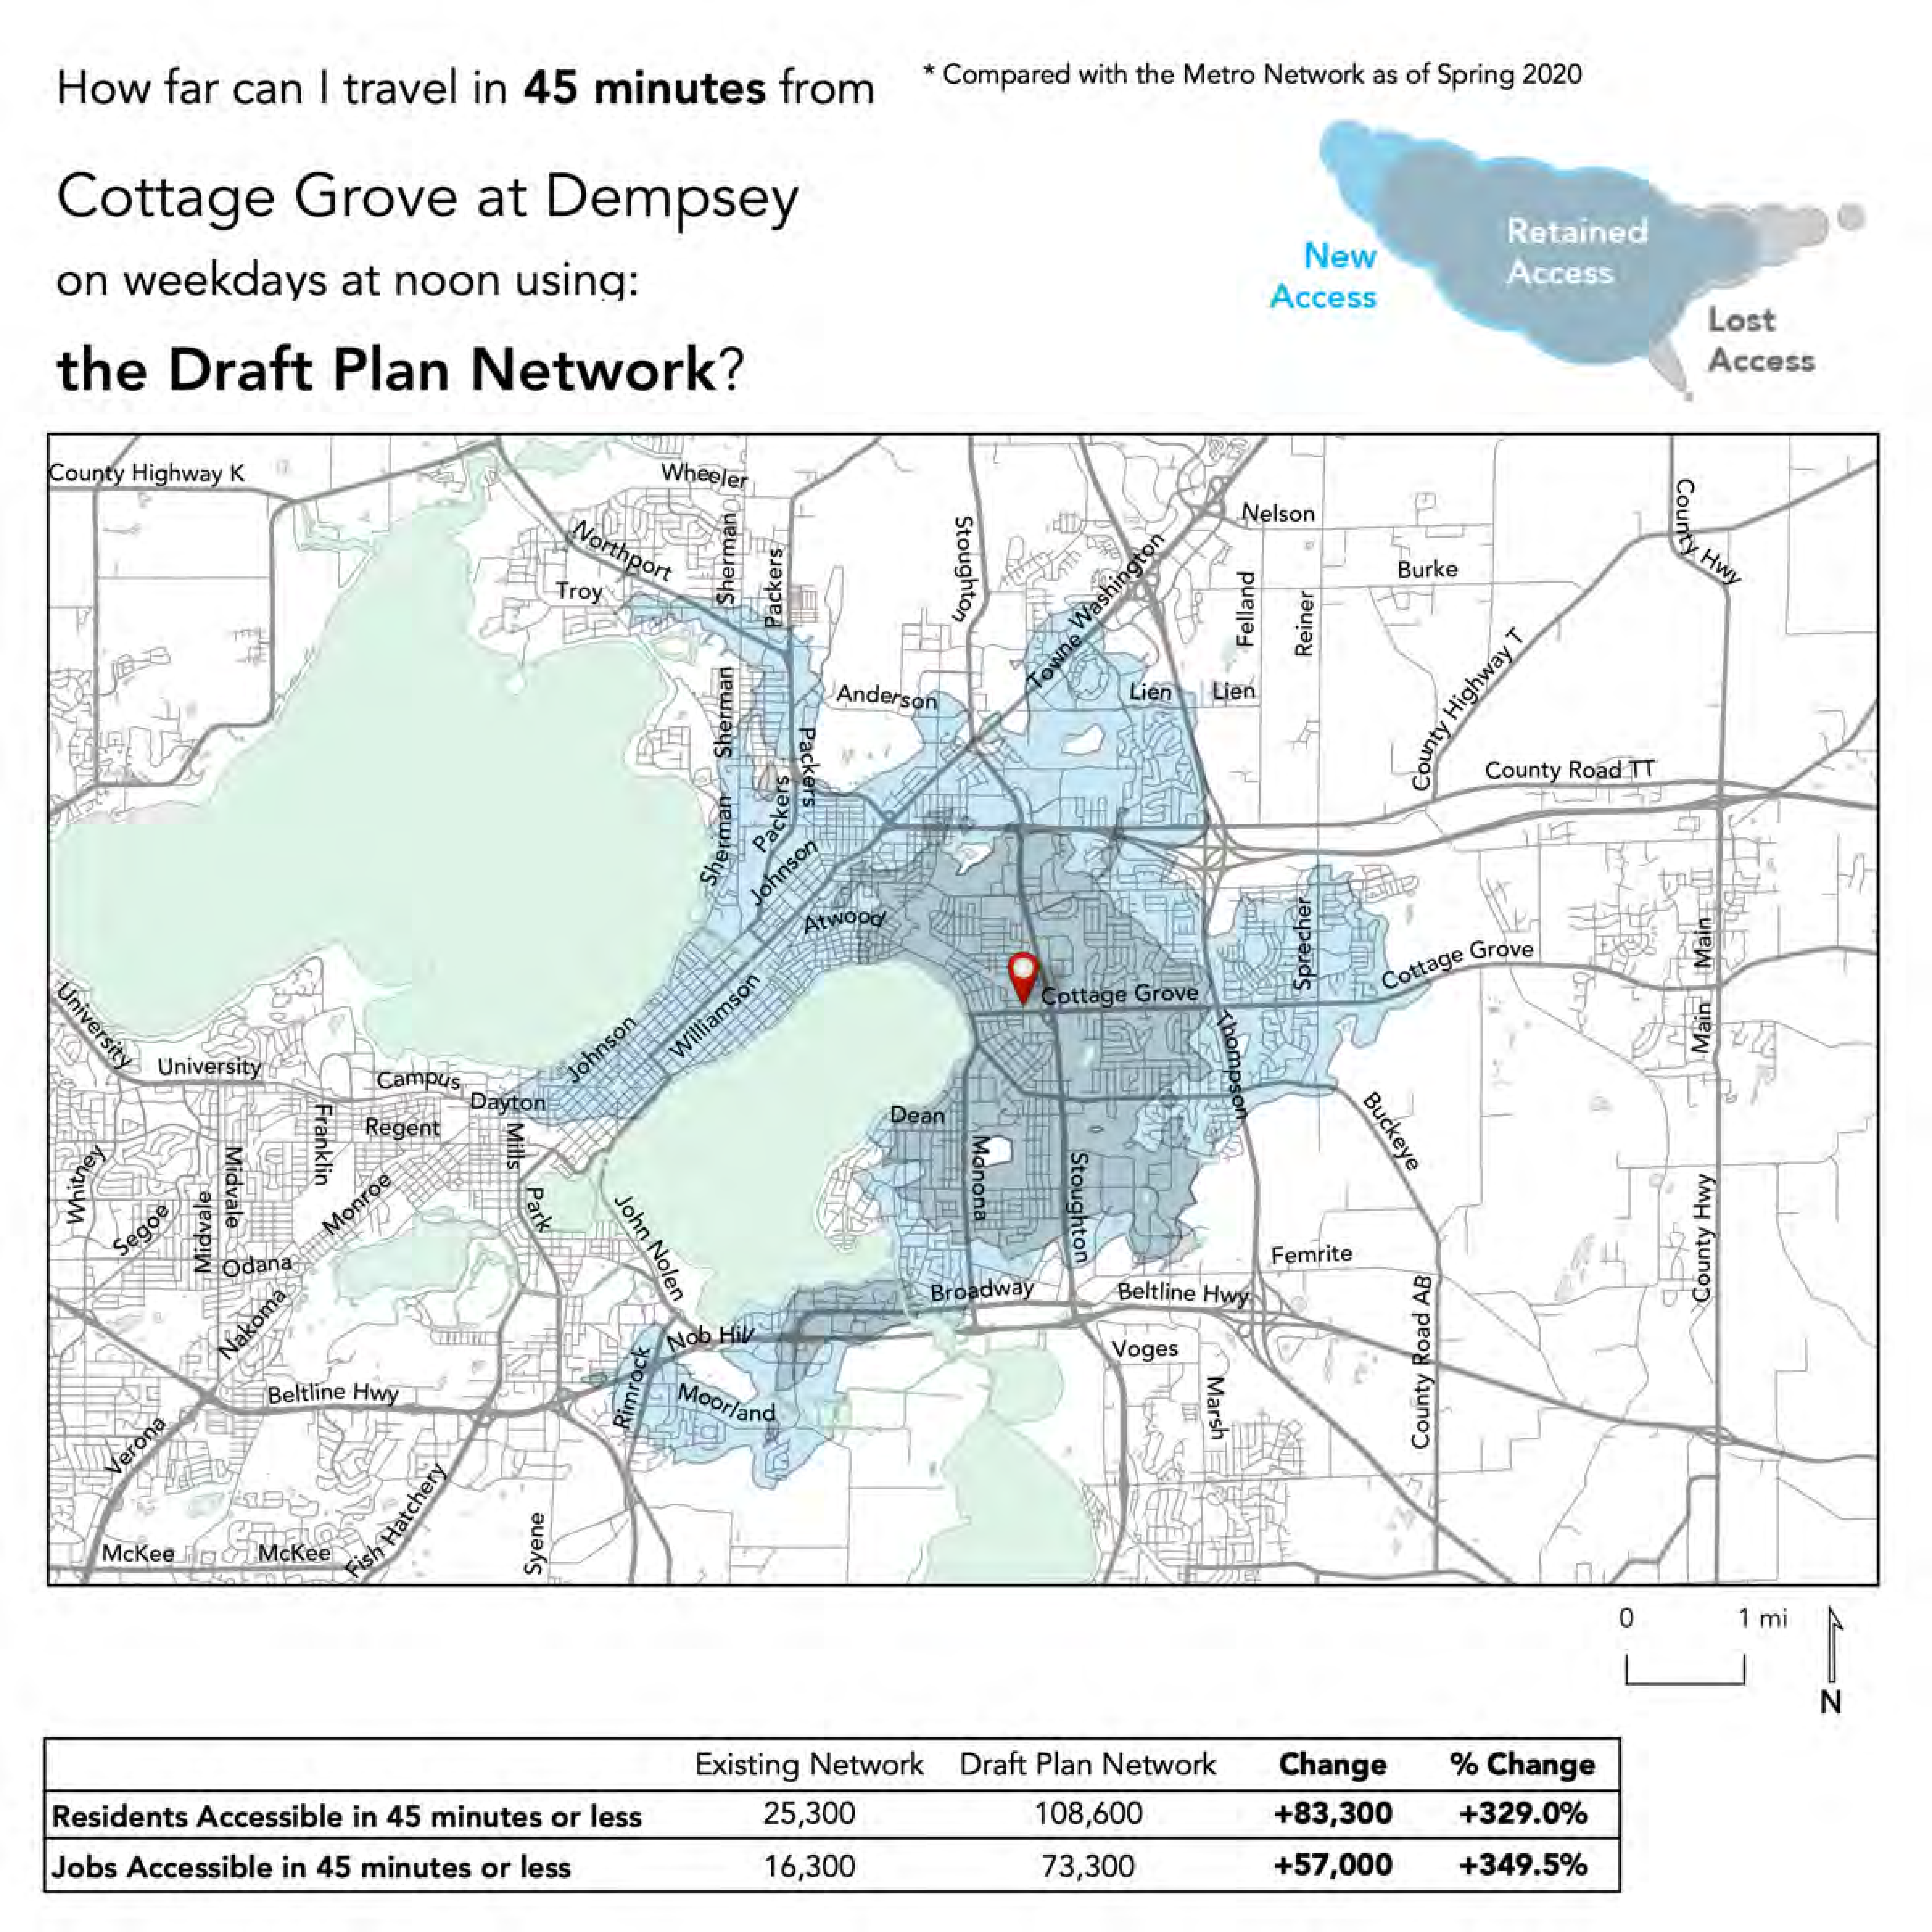 How far can I travel in 45 minutes from
* Compared with the Metro Network as of Spring 2020
Cottage Grove at Dempsey
on weekdays at noon using:
the Draft Plan Network?
New
Access
Retained
Access
Lost
Access
County Highway K
Wheeler
Northport
Troy
Sherman
Packers
Stoughton
Washington
Towne
Nelson
Burke
Felland
Reiner
County Hwy
County Highway T
Sherman
Anderson
Lien
Lien
Packers
County Road TT
Sherman
Packers
Johnson
Atwood
Sprecher
Cottage Grove
Main
University
Williamson
Cottage Grove
Johnson
Thompson
Main
University
Campus
Dayton
Regent
Franklin
Mills
Dean
Buckeye
Whitney
Midvale
Segoe
Midvale
Monroe
Park
John Nolen
Monona
Stoughton
County Hwy
Odana
Nakoma
Femrite
Broadway
Beltline Hwy
County Road AB
Nob Hill
Voges
Rimrock
Moorland
Marsh
Beltline Hwy
Verona
Fish Hatchery
Syene
McKee
McKee
0 1 mi
N
Existing Network Draft Plan Network Change % Change
Residents Accessible in 45 minutes or less 25,300 108,600 +83,300 +329.0%
Jobs Accessible in 45 minutes or less 16,300 73,300 +57,000 +349.5%